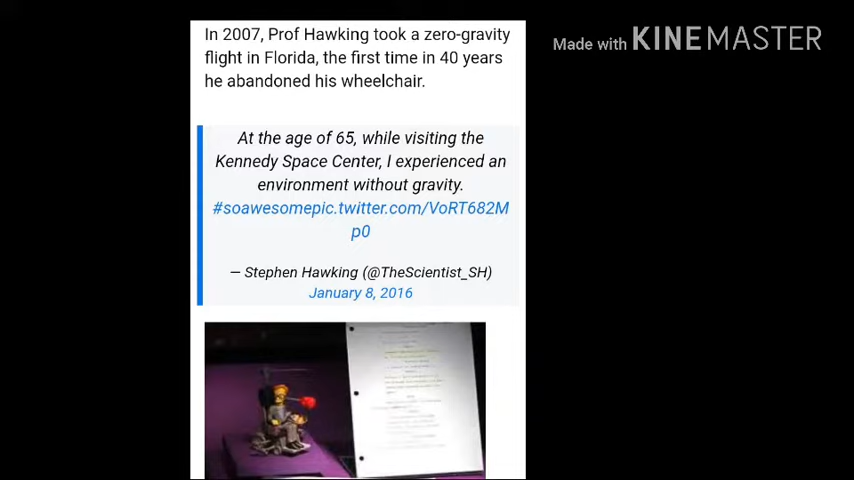 In 2007, Prof Hawking took a zero-gravity
flight in Florida, the first time in 40 years
he abandoned his wheelchair.
At the age of 65, while visiting the
Kennedy Space Center, I experienced an
environment without gravity.
#soawesomepic.twitter.com/VoRT682M
p0
— Stephen Hawking (@TheScientist_SH)
January 8, 2016
Made with KINEMASTER